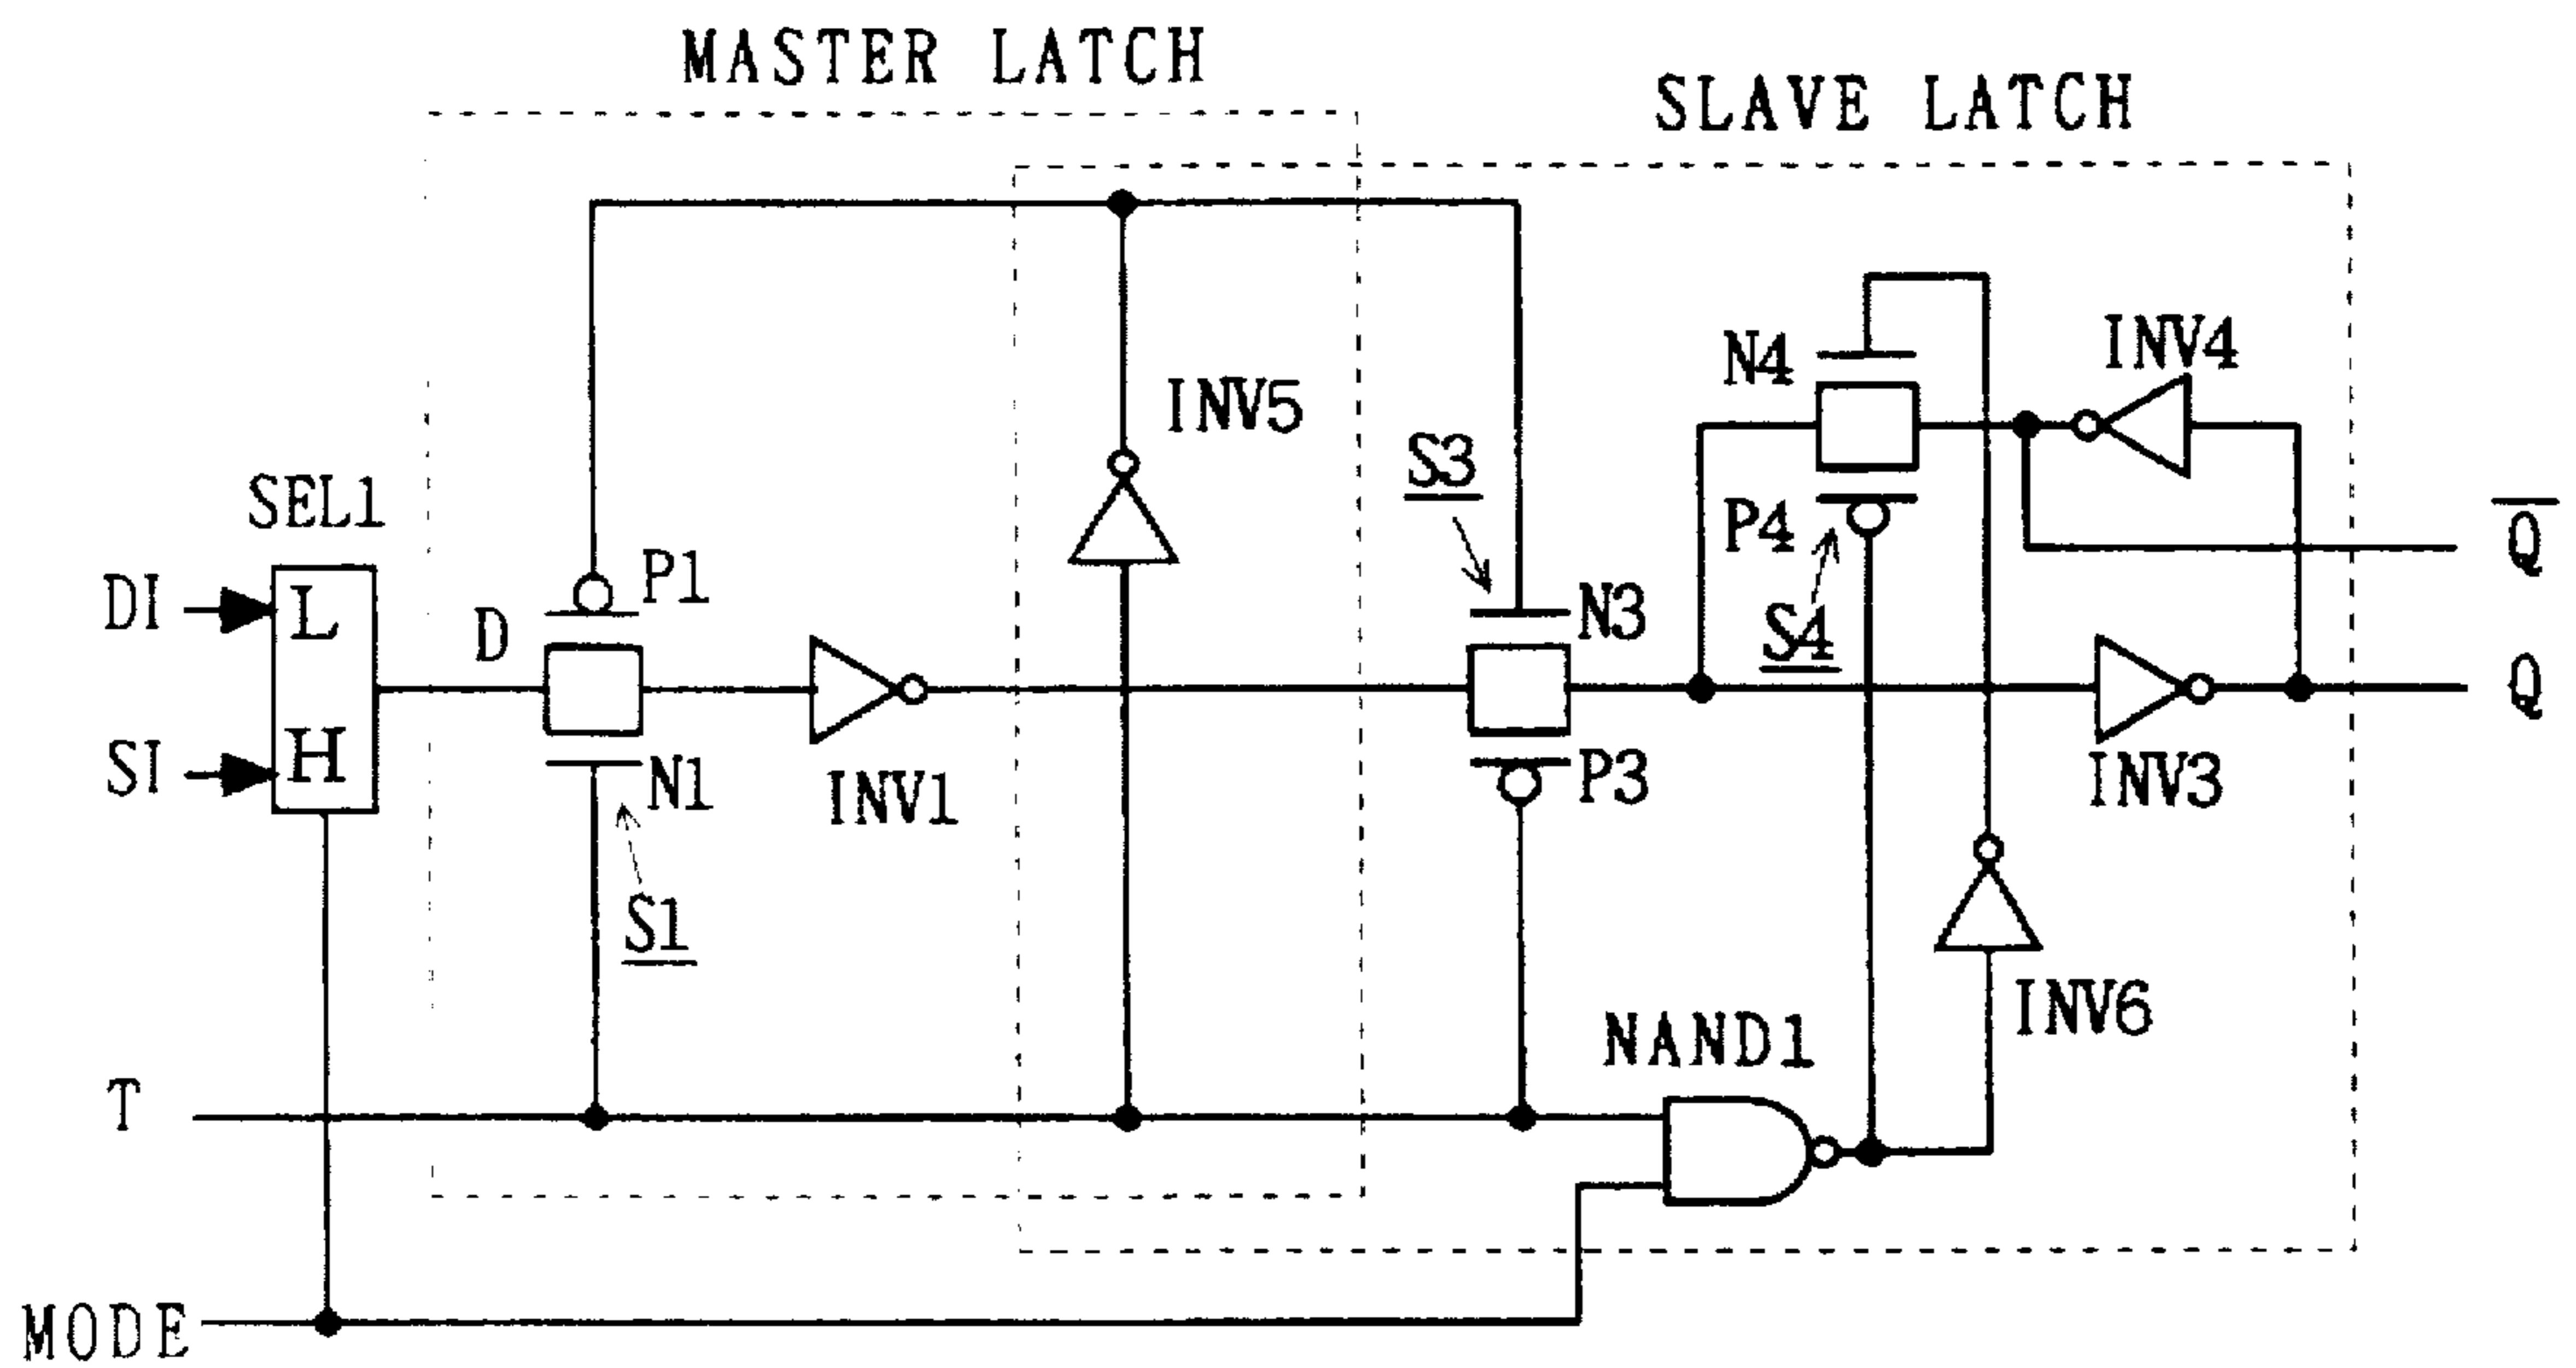 MASTER LATCH
SLAVE LATCH
INV5
N4
INV4
S3
SEL1
P4
Q
DI
L
P1
D
N3
S4
Q
SI
H
N1
INV1
P3
INV3
S1
INV6
NAND1
T
MODE